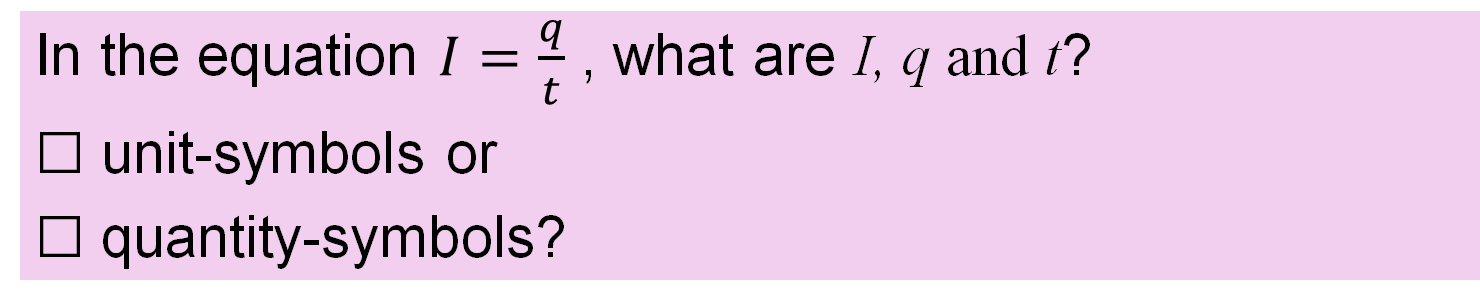 In the equation I = q/t , what are I, q and t?
☐ unit-symbols or
☐ quantity-symbols?